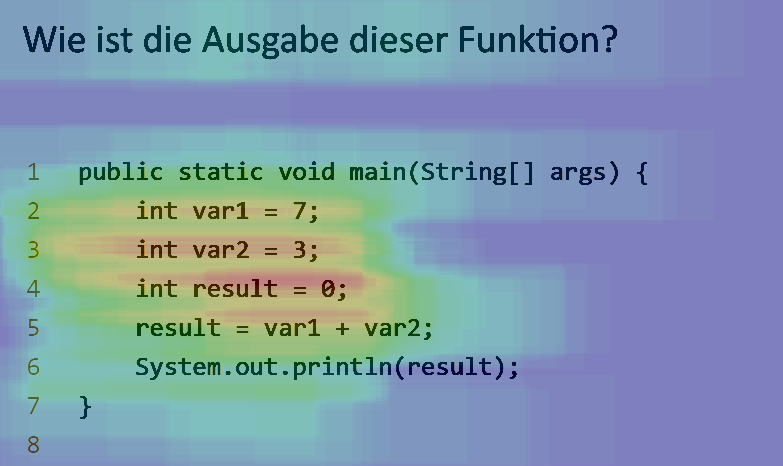 Wie ist die Ausgabe dieser Funktion?
1 public static void main(String[] args) {
2 int var1 = 7;
3 int var2 = 3;
4 int result = 0;
5 result = var1 + var2;
6 System.out.println(result);
7 }
8